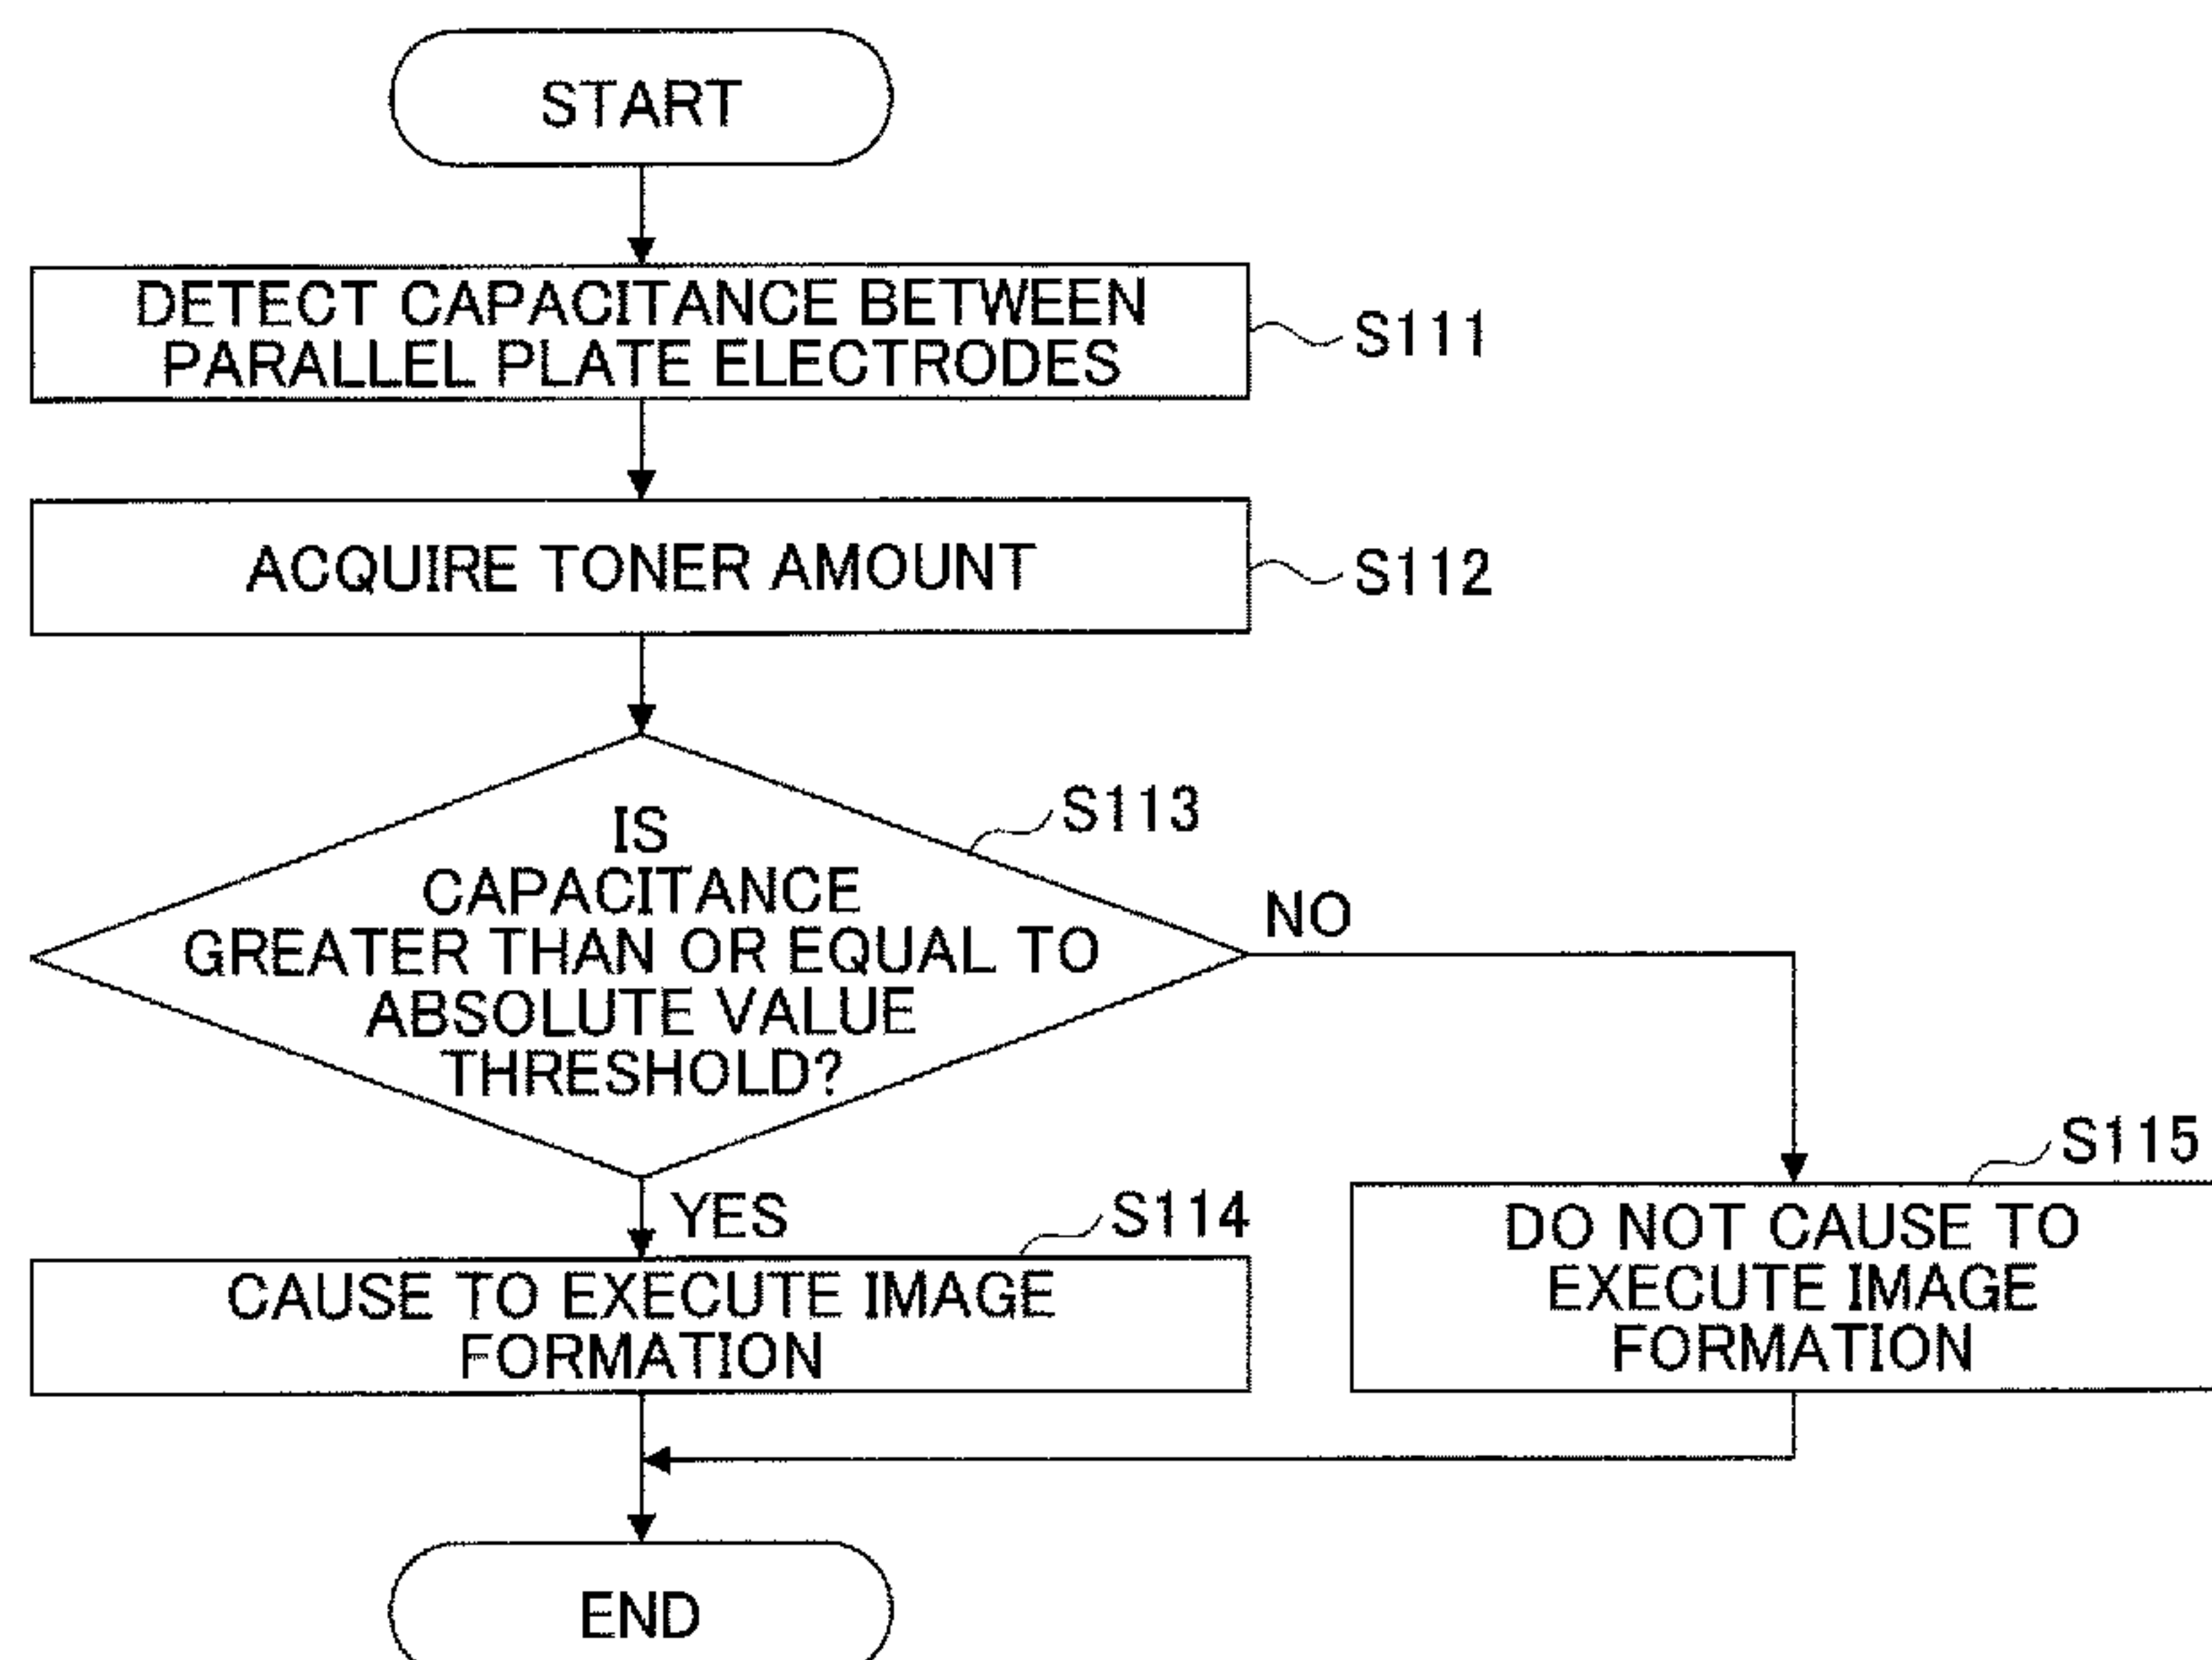 START
DETECT CAPACITANCE BETWEEN
PARALLEL PLATE ELECTRODES
S111
ACQUIRE TONER AMOUNT
S112
S113
IS
CAPACITANCE
GREATER THAN OR EQUAL TO
ABSOLUTE VALUE
THRESHOLD?
NO
YES
S114
CAUSE TO EXECUTE IMAGE
FORMATION
S115
DO NOT CAUSE TO
EXECUTE IMAGE
FORMATION
END